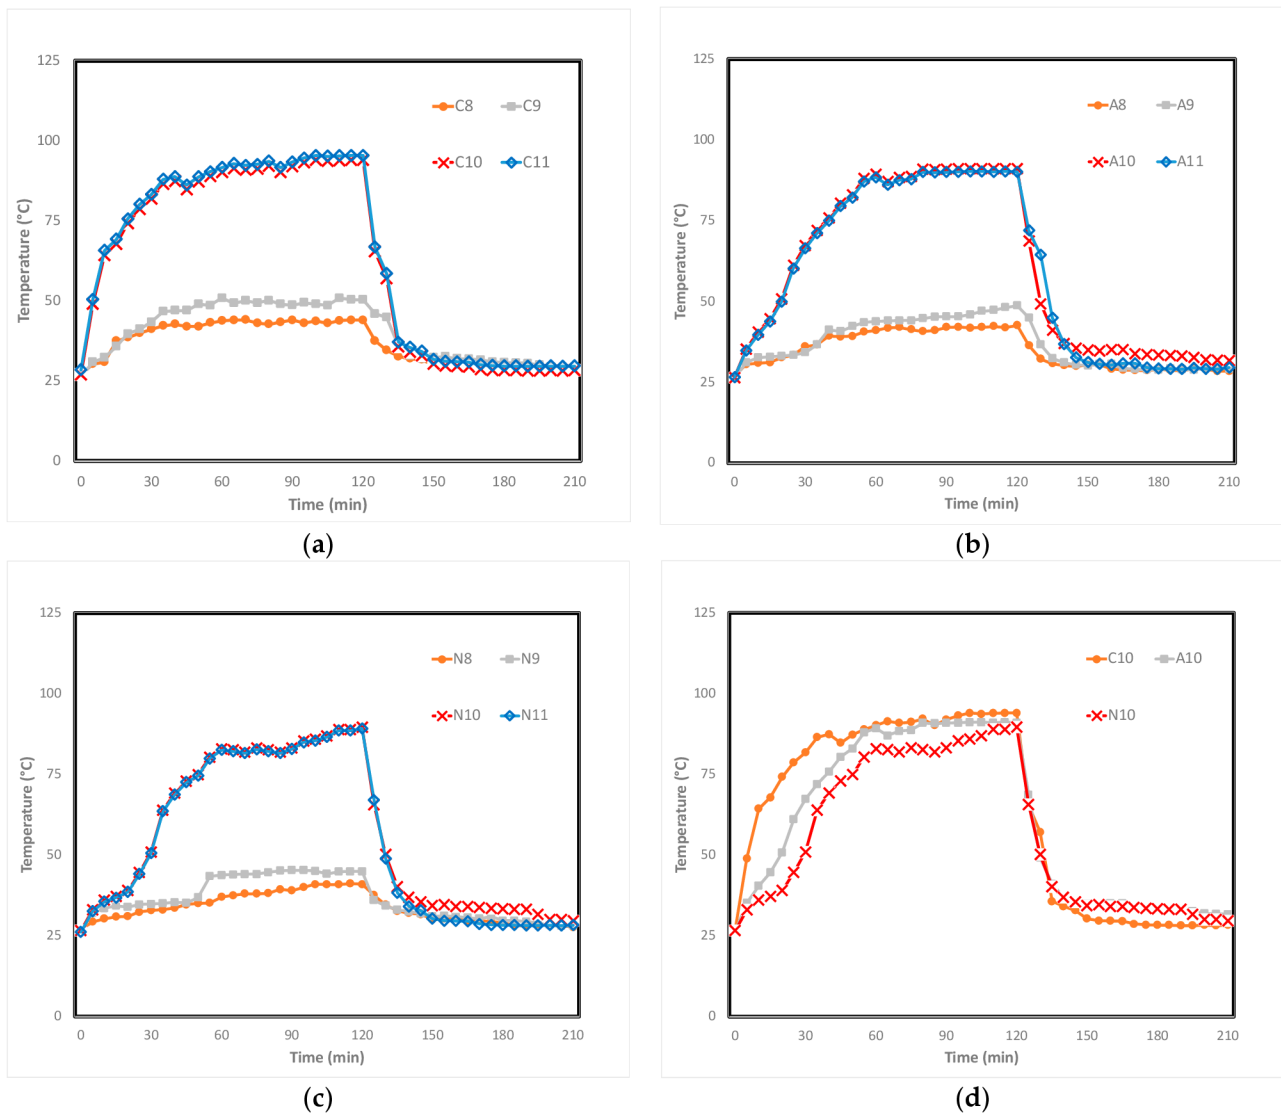 125
100
75
50
25
0
Temperature (°C)
C8 C9
C10 C11
0 30 60 90 120 150 180 210
Time (min)
(a)
125
100
75
50
25
0
Temperature (°C)
A8 A9
A10 A11
0 30 60 90 120 150 180 210
Time (min)
(b)
125
100
75
50
25
0
Temperature (°C)
N8 N9
N10 N11
0 30 60 90 120 150 180 210
Time (min)
(c)
125
100
75
50
25
0
Temperature (°C)
C10 A10
N10
0 30 60 90 120 150 180 210
Time (min)
(d)